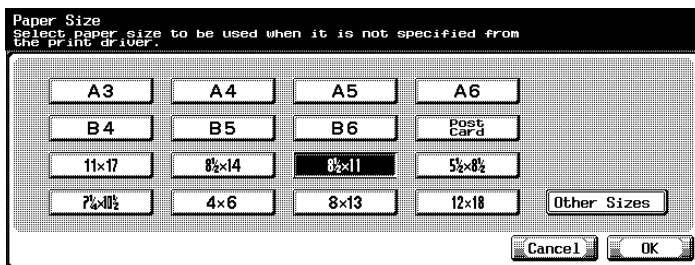 Paper Size
Select paper size to be used when it is not specified from
the print driver.
A3 A4 A5 A6
B4 B5 B6 Post
Card
11×17 8½×14 8½×11 5½×8½
7¼×10½ 4×6 8×13 12×18 Other Sizes
Cancel OK